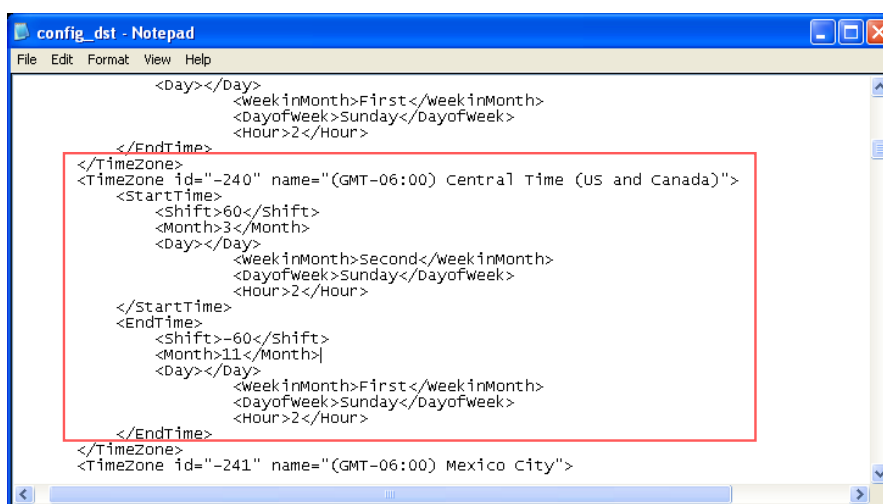 config_dst - Notepad
File Edit Format View Help
<Day></Day>
<WeekinMonth>First</WeekinMonth>
<DayofWeek>Sunday</DayofWeek>
<Hour>2</Hour>
</EndTime>
</TimeZone>
<TimeZone id="-240" name="(GMT-06:00) Central Time (US and Canada)">
<StartTime>
<Shift>60</Shift>
<Month>3</Month>
<Day></Day>
<WeekinMonth>Second</WeekinMonth>
<DayofWeek>Sunday</DayofWeek>
<Hour>2</Hour>
</StartTime>
<EndTime>
<Shift>-60</Shift>
<Month>11</Month>
<Day></Day>
<WeekinMonth>First</WeekinMonth>
<DayofWeek>Sunday</DayofWeek>
<Hour>2</Hour>
</EndTime>
</TimeZone>
<TimeZone id="-241" name="(GMT-06:00) Mexico City">